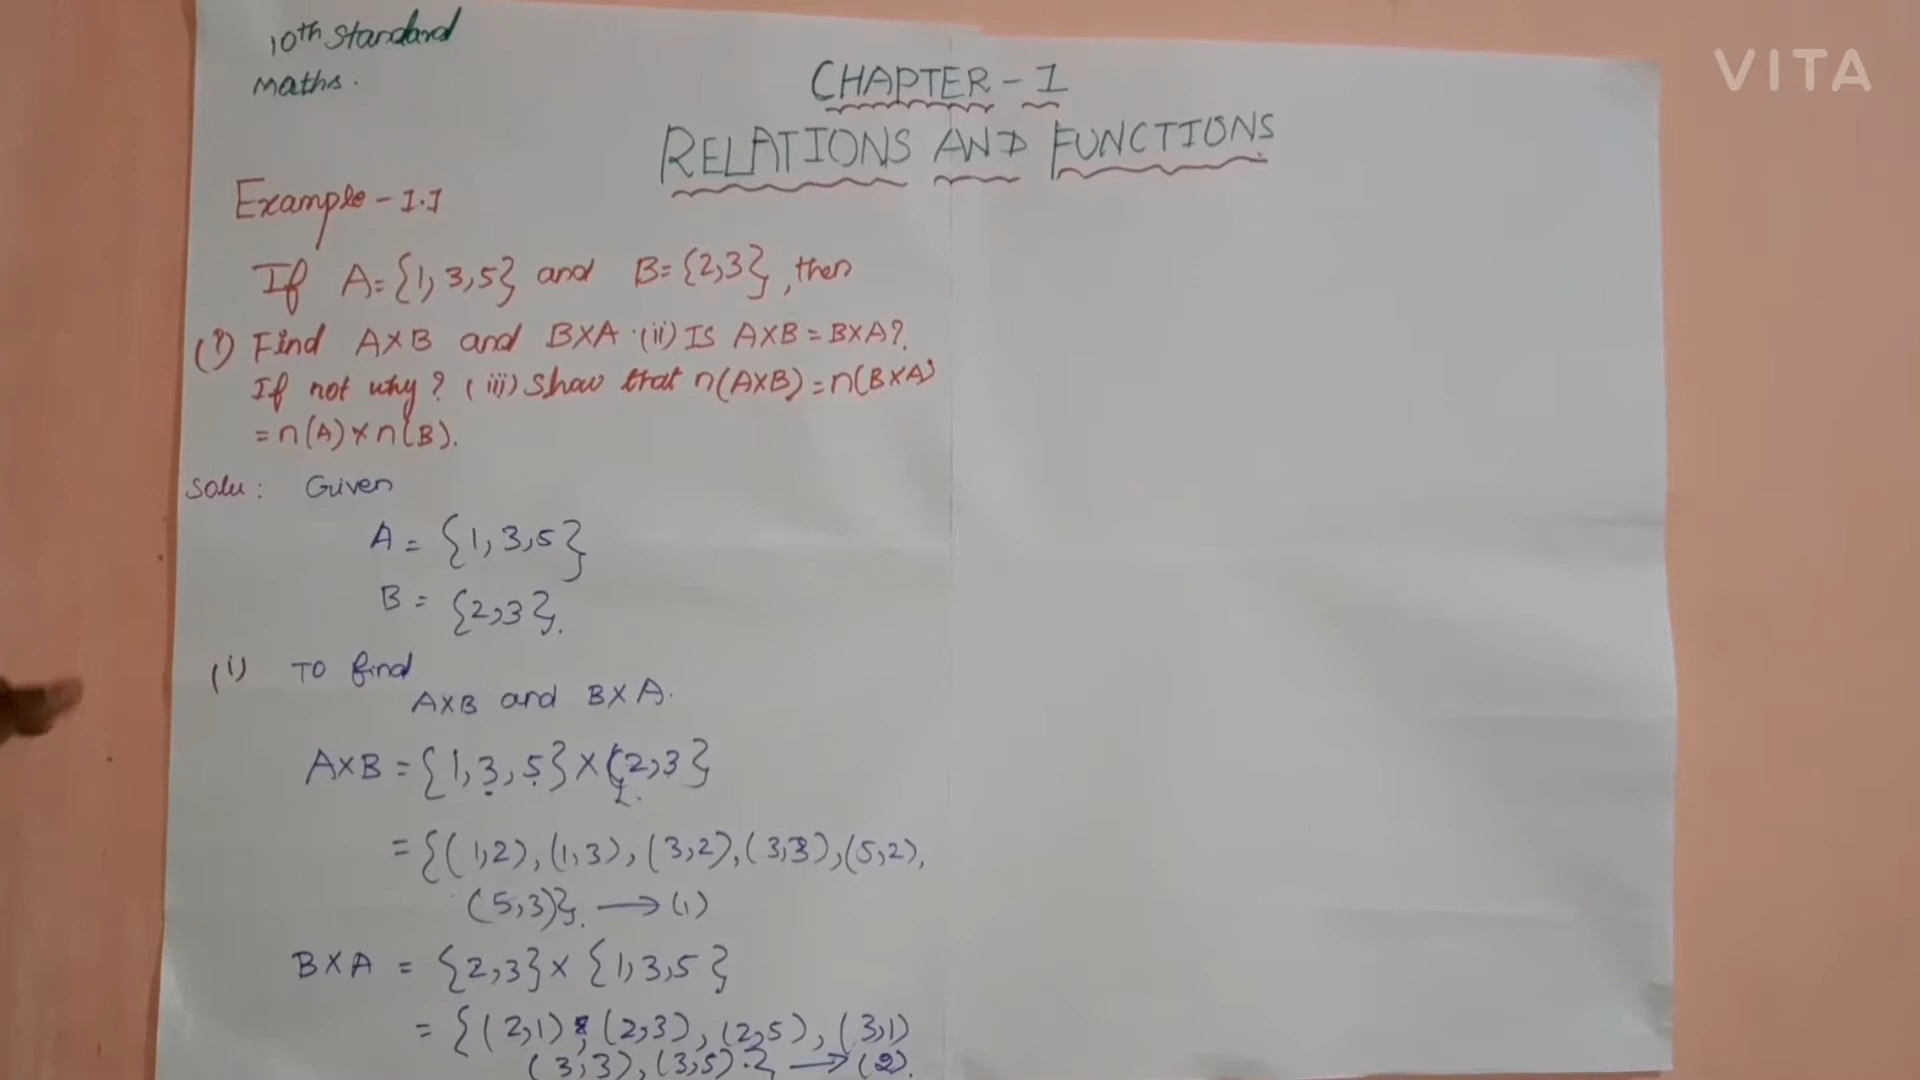 10th Standard
Maths.
VITA
CHAPTER - 1
RELATIONS AND FUNCTIONS
Example - 1.1
If A = {1, 3, 5} and B = {2, 3}, then
(i) Find A×B and B×A. (ii) Is A×B = B×A?
If not why? (iii) Show that n(A×B) = n(B×A)
= n(A) × n(B).
Solu: Given
A = {1, 3, 5}
B = {2, 3}.
(i) To find
A×B and B×A.
A×B = {1, 3, 5} × {2, 3}
= {(1,2), (1,3), (3,2), (3,3), (5,2),
(5,3)}. → (1)
B×A = {2, 3} × {1, 3, 5}
= {(2,1), (2,3), (2,5), (3,1)
(3,3), (3,5).} → (2).